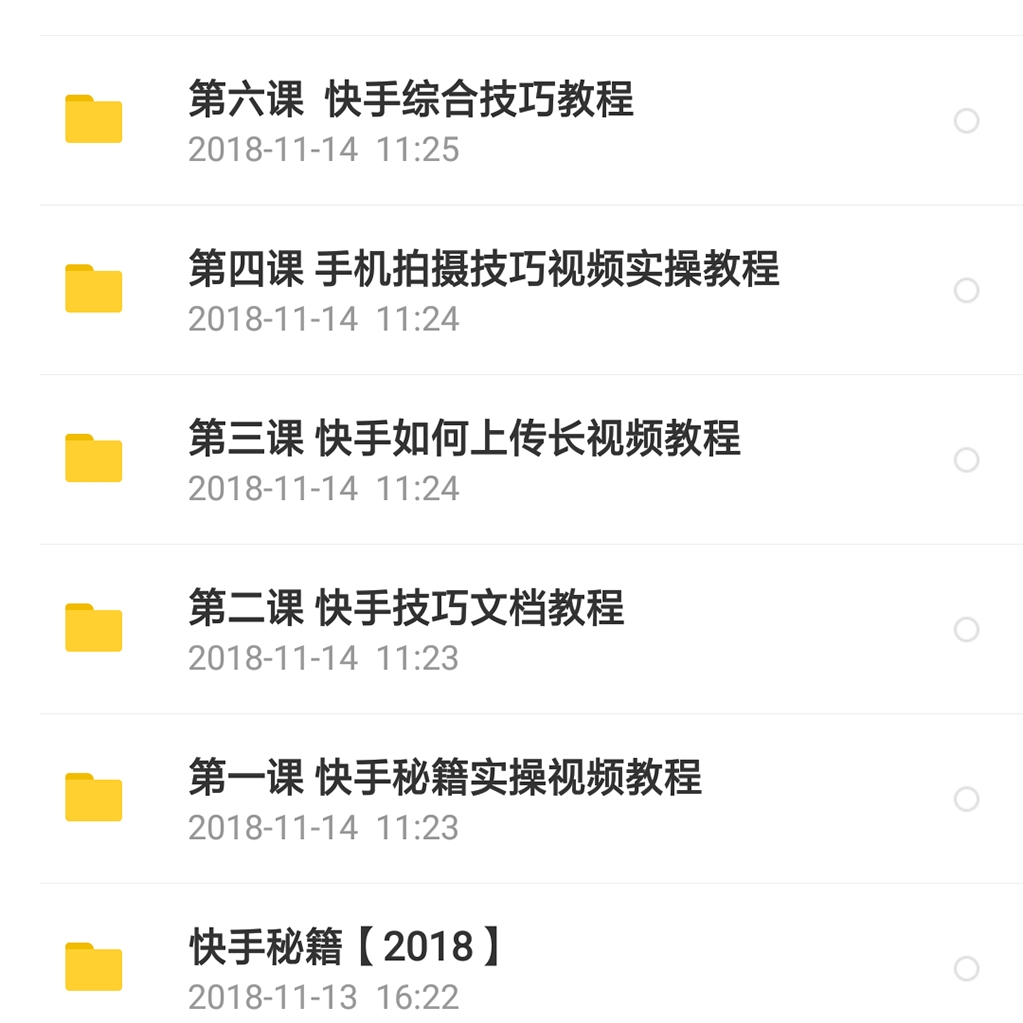 第六课  快手综合技巧教程
2018-11-14  11:25
第四课 手机拍摄技巧视频实操教程
2018-11-14  11:24
第三课 快手如何上传长视频教程
2018-11-14  11:24
第二课 快手技巧文档教程
2018-11-14  11:23
第一课 快手秘籍实操视频教程
2018-11-14  11:23
快手秘籍【2018】
2018-11-13  16:22